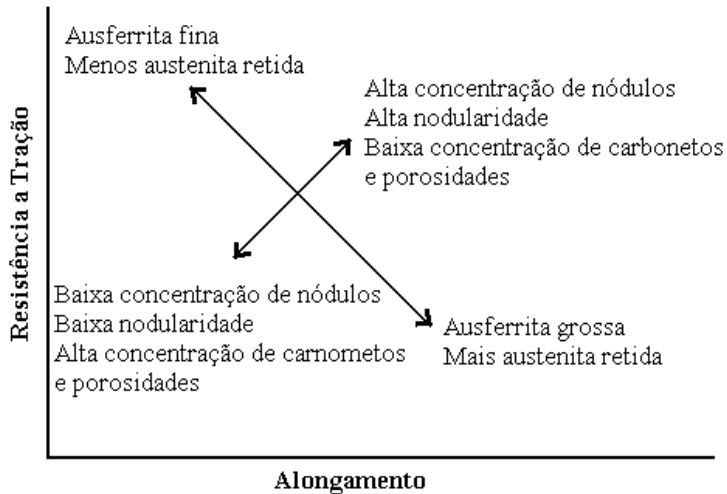 Ausferrita fina
Menos austenita retida
Alta concentração de nódulos
Alta nodularidade
Baixa concentração de carbonetos
e porosidades
Resistência a Tração
Baixa concentração de nódulos
Baixa nodularidade
Alta concentração de carnometos
e porosidades
Ausferrita grossa
Mais austenita retida
Alongamento